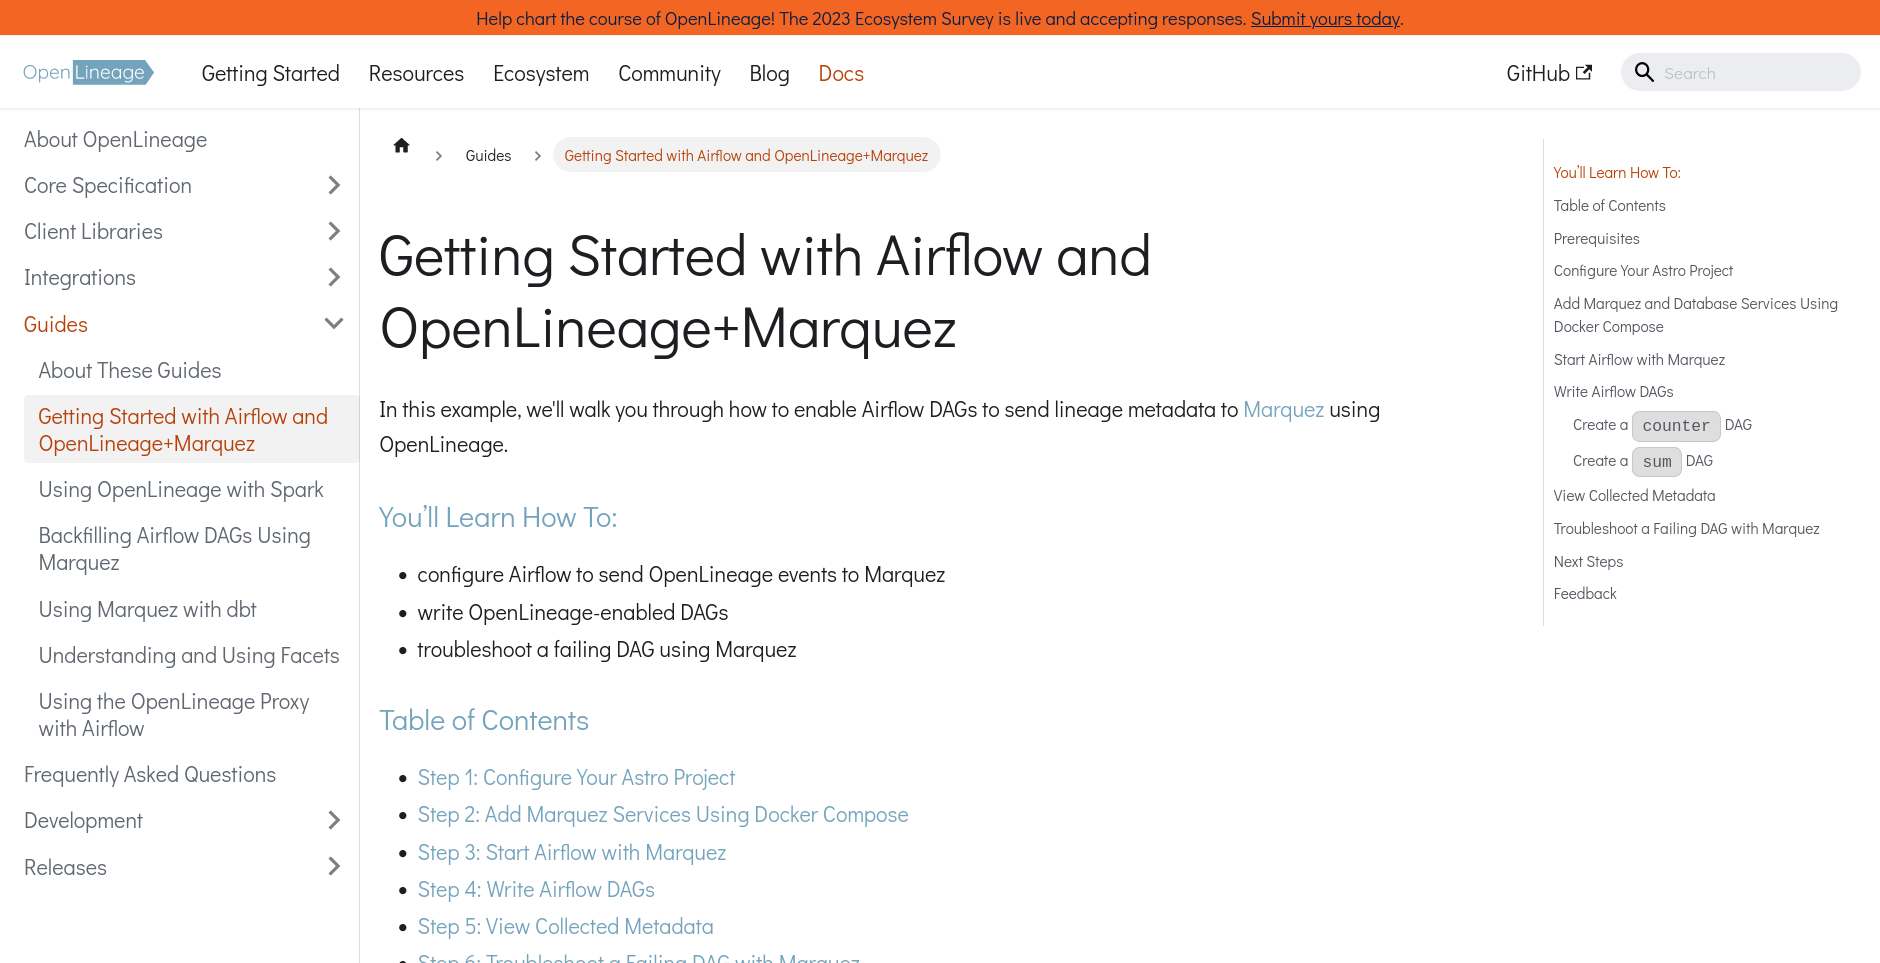 Help chart the course of OpenLineage! The 2023 Ecosystem Survey is live and accepting responses. Submit yours today.
OpenLineage
Getting Started
Resources
Ecosystem
Community
Blog
Docs
GitHub
Search
About OpenLineage
Core Specification
Client Libraries
Integrations
Guides
About These Guides
Getting Started with Airflow and
OpenLineage+Marquez
Using OpenLineage with Spark
Backfilling Airflow DAGs Using
Marquez
Using Marquez with dbt
Understanding and Using Facets
Using the OpenLineage Proxy
with Airflow
Frequently Asked Questions
Development
Releases
Guides
Getting Started with Airflow and OpenLineage+Marquez
Getting Started with Airflow and
OpenLineage+Marquez
In this example, we'll walk you through how to enable Airflow DAGs to send lineage metadata to Marquez using
OpenLineage.
You’ll Learn How To:
• configure Airflow to send OpenLineage events to Marquez
• write OpenLineage-enabled DAGs
• troubleshoot a failing DAG using Marquez
Table of Contents
• Step 1: Configure Your Astro Project
• Step 2: Add Marquez Services Using Docker Compose
• Step 3: Start Airflow with Marquez
• Step 4: Write Airflow DAGs
• Step 5: View Collected Metadata
• Step 6: Troubleshoot a Failing DAG with Marquez
You’ll Learn How To:
Table of Contents
Prerequisites
Configure Your Astro Project
Add Marquez and Database Services Using
Docker Compose
Start Airflow with Marquez
Write Airflow DAGs
Create a counter DAG
Create a sum DAG
View Collected Metadata
Troubleshoot a Failing DAG with Marquez
Next Steps
Feedback